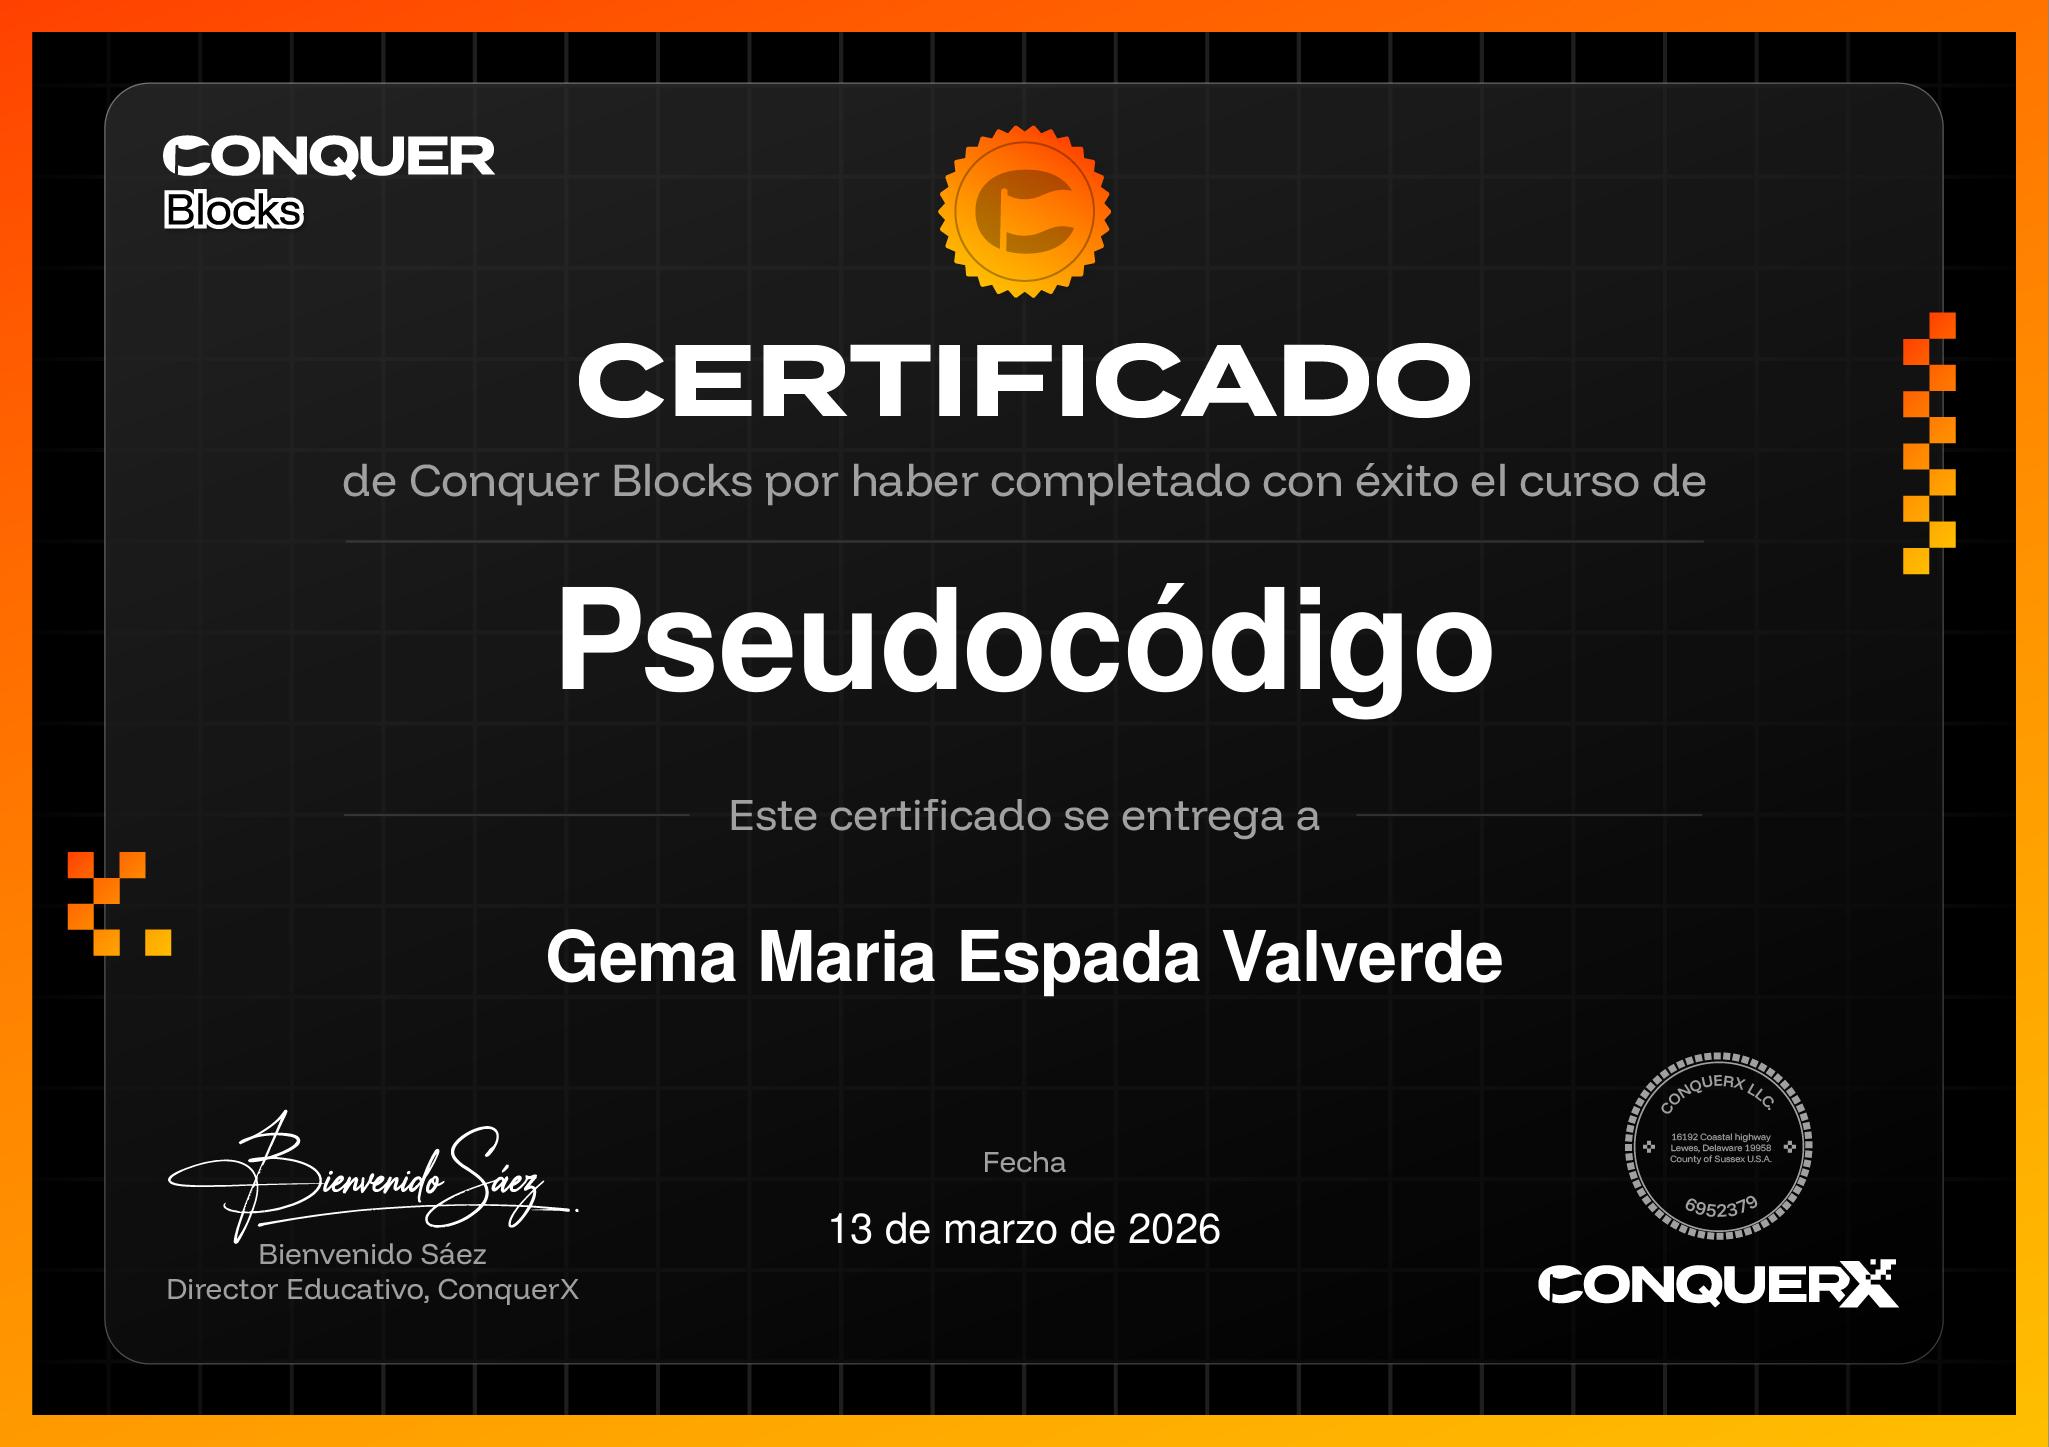 CONQUER
Blocks
CERTIFICADO
de Conquer Blocks por haber completado con éxito el curso de
Pseudocódigo
Este certificado se entrega a
Gema Maria Espada Valverde
Bienvenido Sáez
Bienvenido Sáez
Director Educativo, ConquerX
Fecha
13 de marzo de 2026
CONQUERX LLC.
16192 Coastal highway
Lewes, Delaware 19958
County of Sussex U.S.A.
6952379
CONQUERX